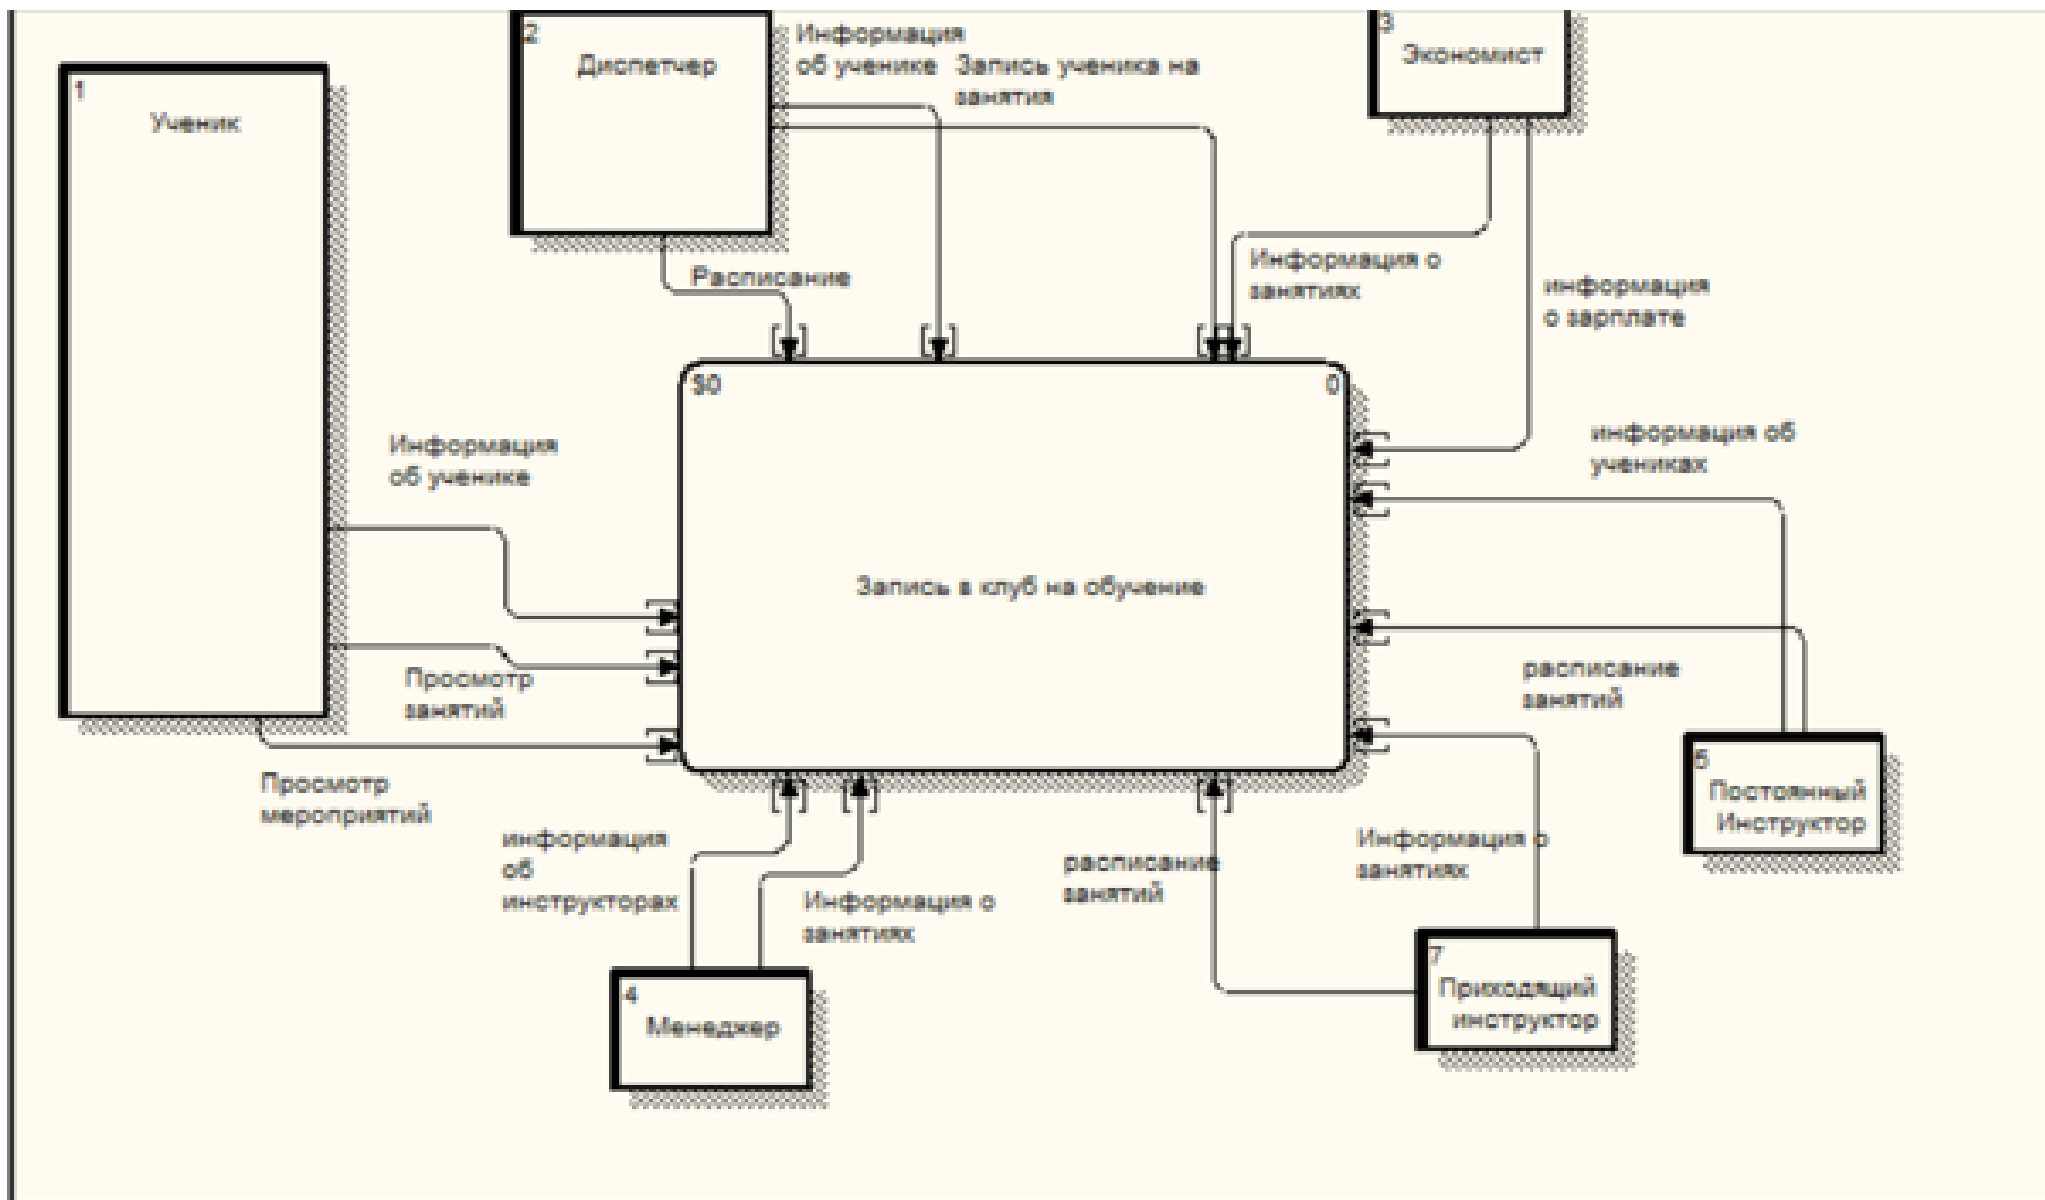 1
Ученик
2
Диспетчер
Информация
об ученике
Запись ученика на
занятия
3
Экономист
Расписание
Информация о
занятиях
информация
о зарплате
$0
0
Запись в клуб на обучение
Информация
об ученике
Просмотр
занятий
Просмотр
мероприятий
информация об
учениках
расписание
занятий
Постоянный
Инструктор
информация
об
инструкторах
Информация о
занятиях
4
Менеджер
расписание
занятий
Информация о
занятиях
7
Приходящий
инструктор